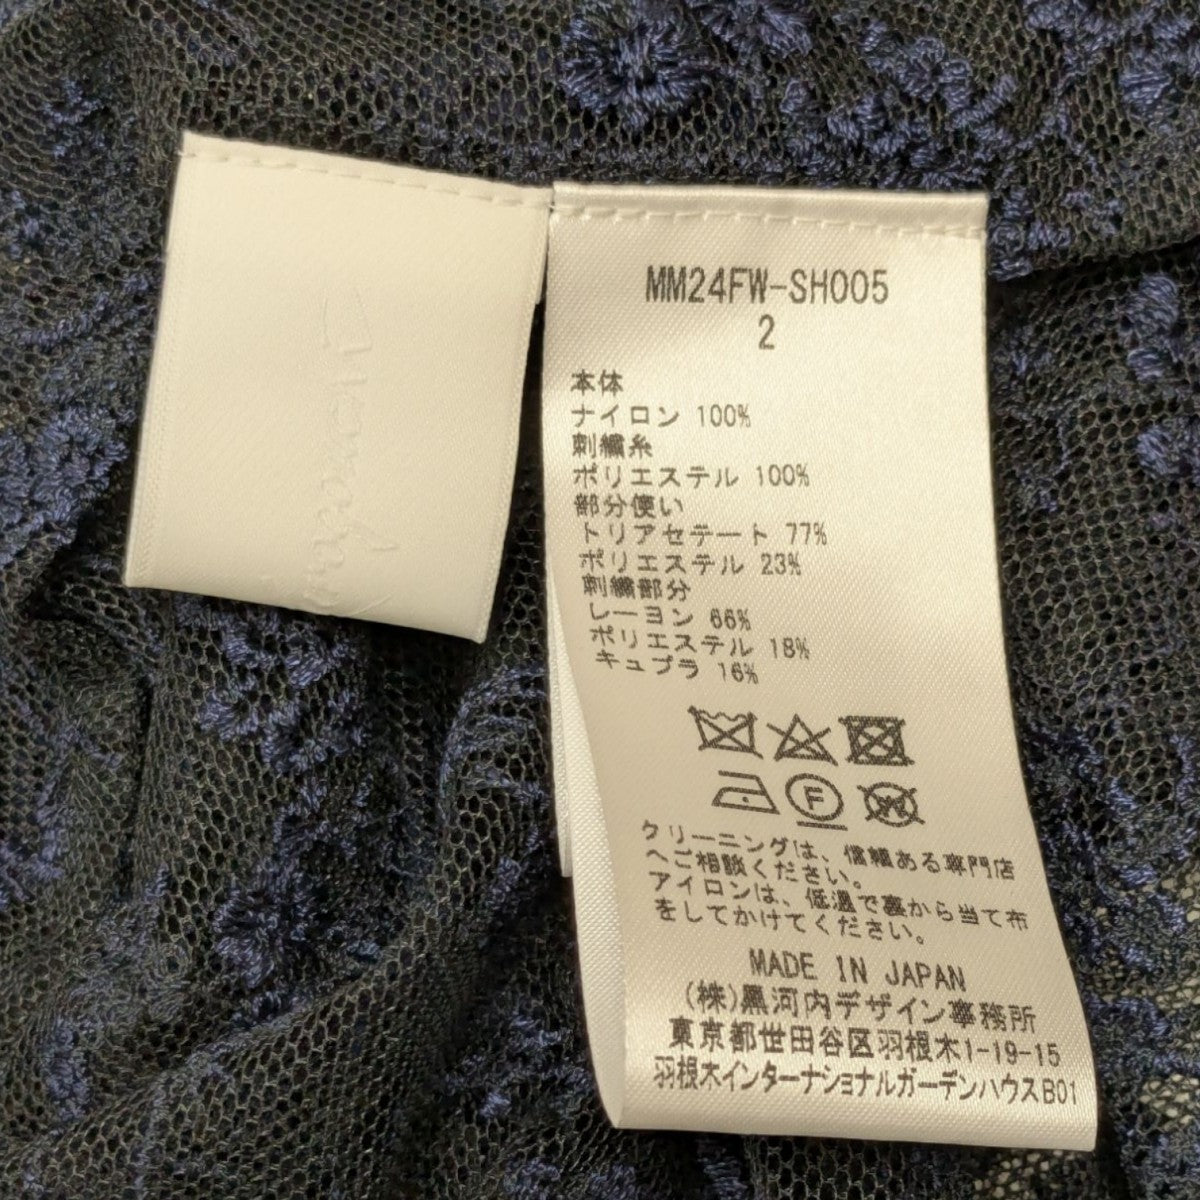 MM24FW-SH005
2
本体
ナイロン 100%
刺繍糸
ポリエステル 100%
部分使い
トリアセテート 77%
ポリエステル 23%
刺繍部分
レーヨン 66%
ポリエステル 18%
キュプラ 16%
F
W
クリーニングは、信頼ある専門店
へご相談ください。
アイロンは、低温で裏から当て布
をしてかけてください。
MADE IN JAPAN
(株)黒河内デザイン事務所
東京都世田谷区羽根木1-19-15
羽根木インターナショナルガーデンハウスB01